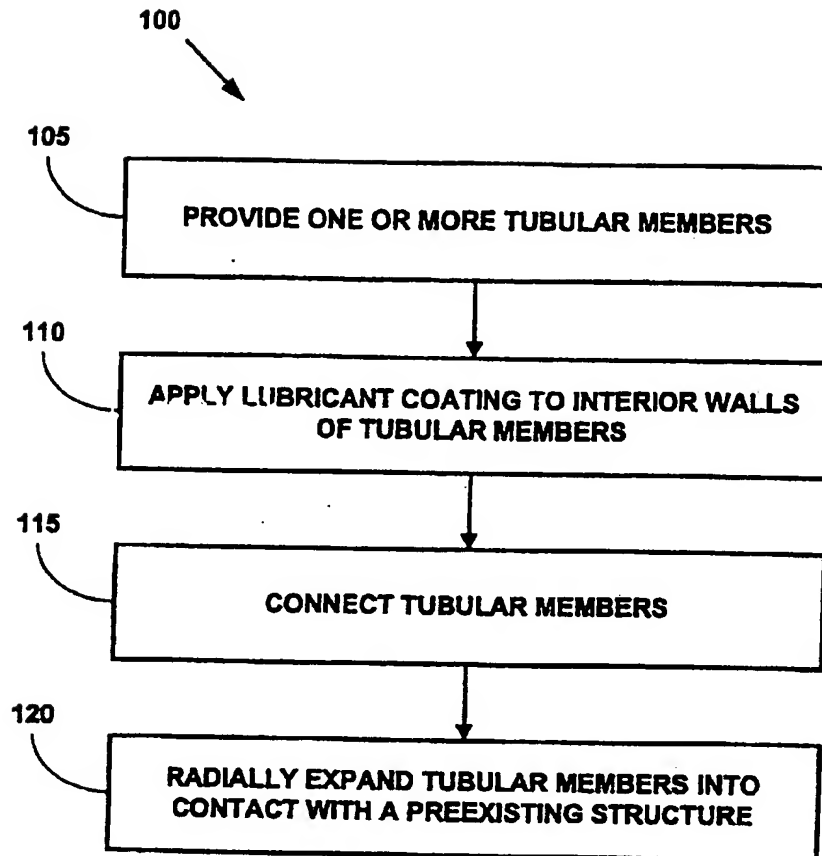 100
105
PROVIDE ONE OR MORE TUBULAR MEMBERS
110
APPLY LUBRICANT COATING TO INTERIOR WALLS
OF TUBULAR MEMBERS
115
CONNECT TUBULAR MEMBERS
120
RADIALLY EXPAND TUBULAR MEMBERS INTO
CONTACT WITH A PREEXISTING STRUCTURE